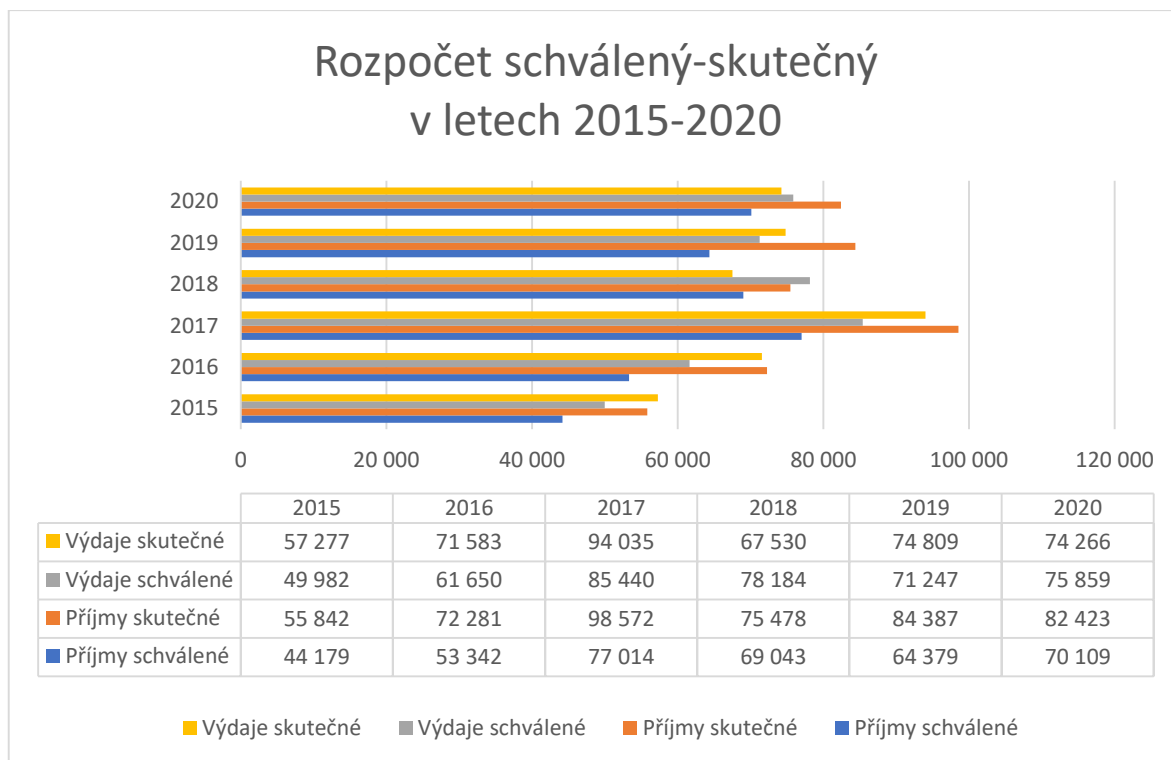 Rozpočet schválený-skutečný
v letech 2015-2020
2020
2019
2018
2017
2016
2015
0 20 000 40 000 60 000 80 000 100 000 120 000
2015 2016 2017 2018 2019 2020
Výdaje skutečné 57 277 71 583 94 035 67 530 74 809 74 266
Výdaje schválené 49 982 61 650 85 440 78 184 71 247 75 859
Příjmy skutečné 55 842 72 281 98 572 75 478 84 387 82 423
Příjmy schválené 44 179 53 342 77 014 69 043 64 379 70 109
Výdaje skutečné Výdaje schválené Příjmy skutečné Příjmy schválené